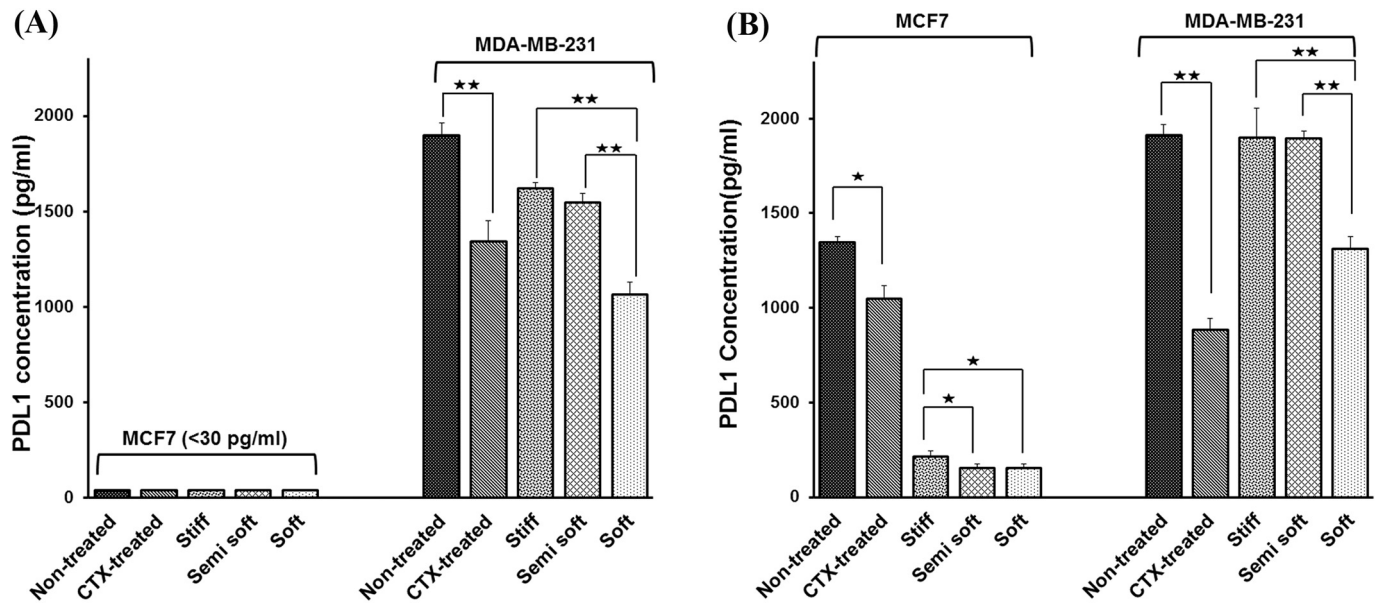 (A)
MDA-MB-231
★★
★★
★★
PDL1 concentration (pg/ml)
2000
1500
1000
500
0
MCF7 (<30 pg/ml)
Non-treated
CTX-treated
Stiff
Semi soft
Soft
Non-treated
CTX-treated
Stiff
Semi soft
Soft
(B)
MCF7
MDA-MB-231
★★
★★
★★
★
★
★
PDL1 Concentration(pg/ml)
2000
1500
1000
500
0
Non-treated
CTX-treated
Stiff
Semi soft
Soft
Non-treated
CTX-treated
Stiff
Semi soft
Soft